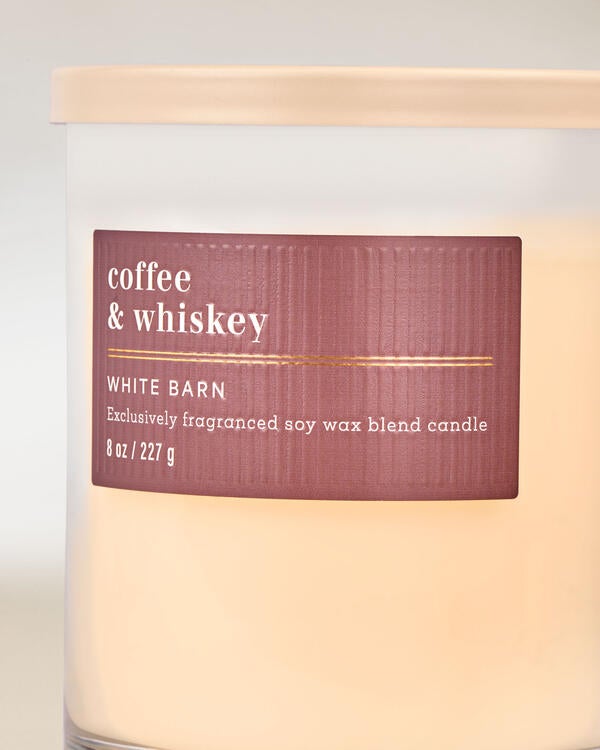 coffee
& whiskey
WHITE BARN
Exclusively fragranced soy wax blend candle
8 oz / 227 g